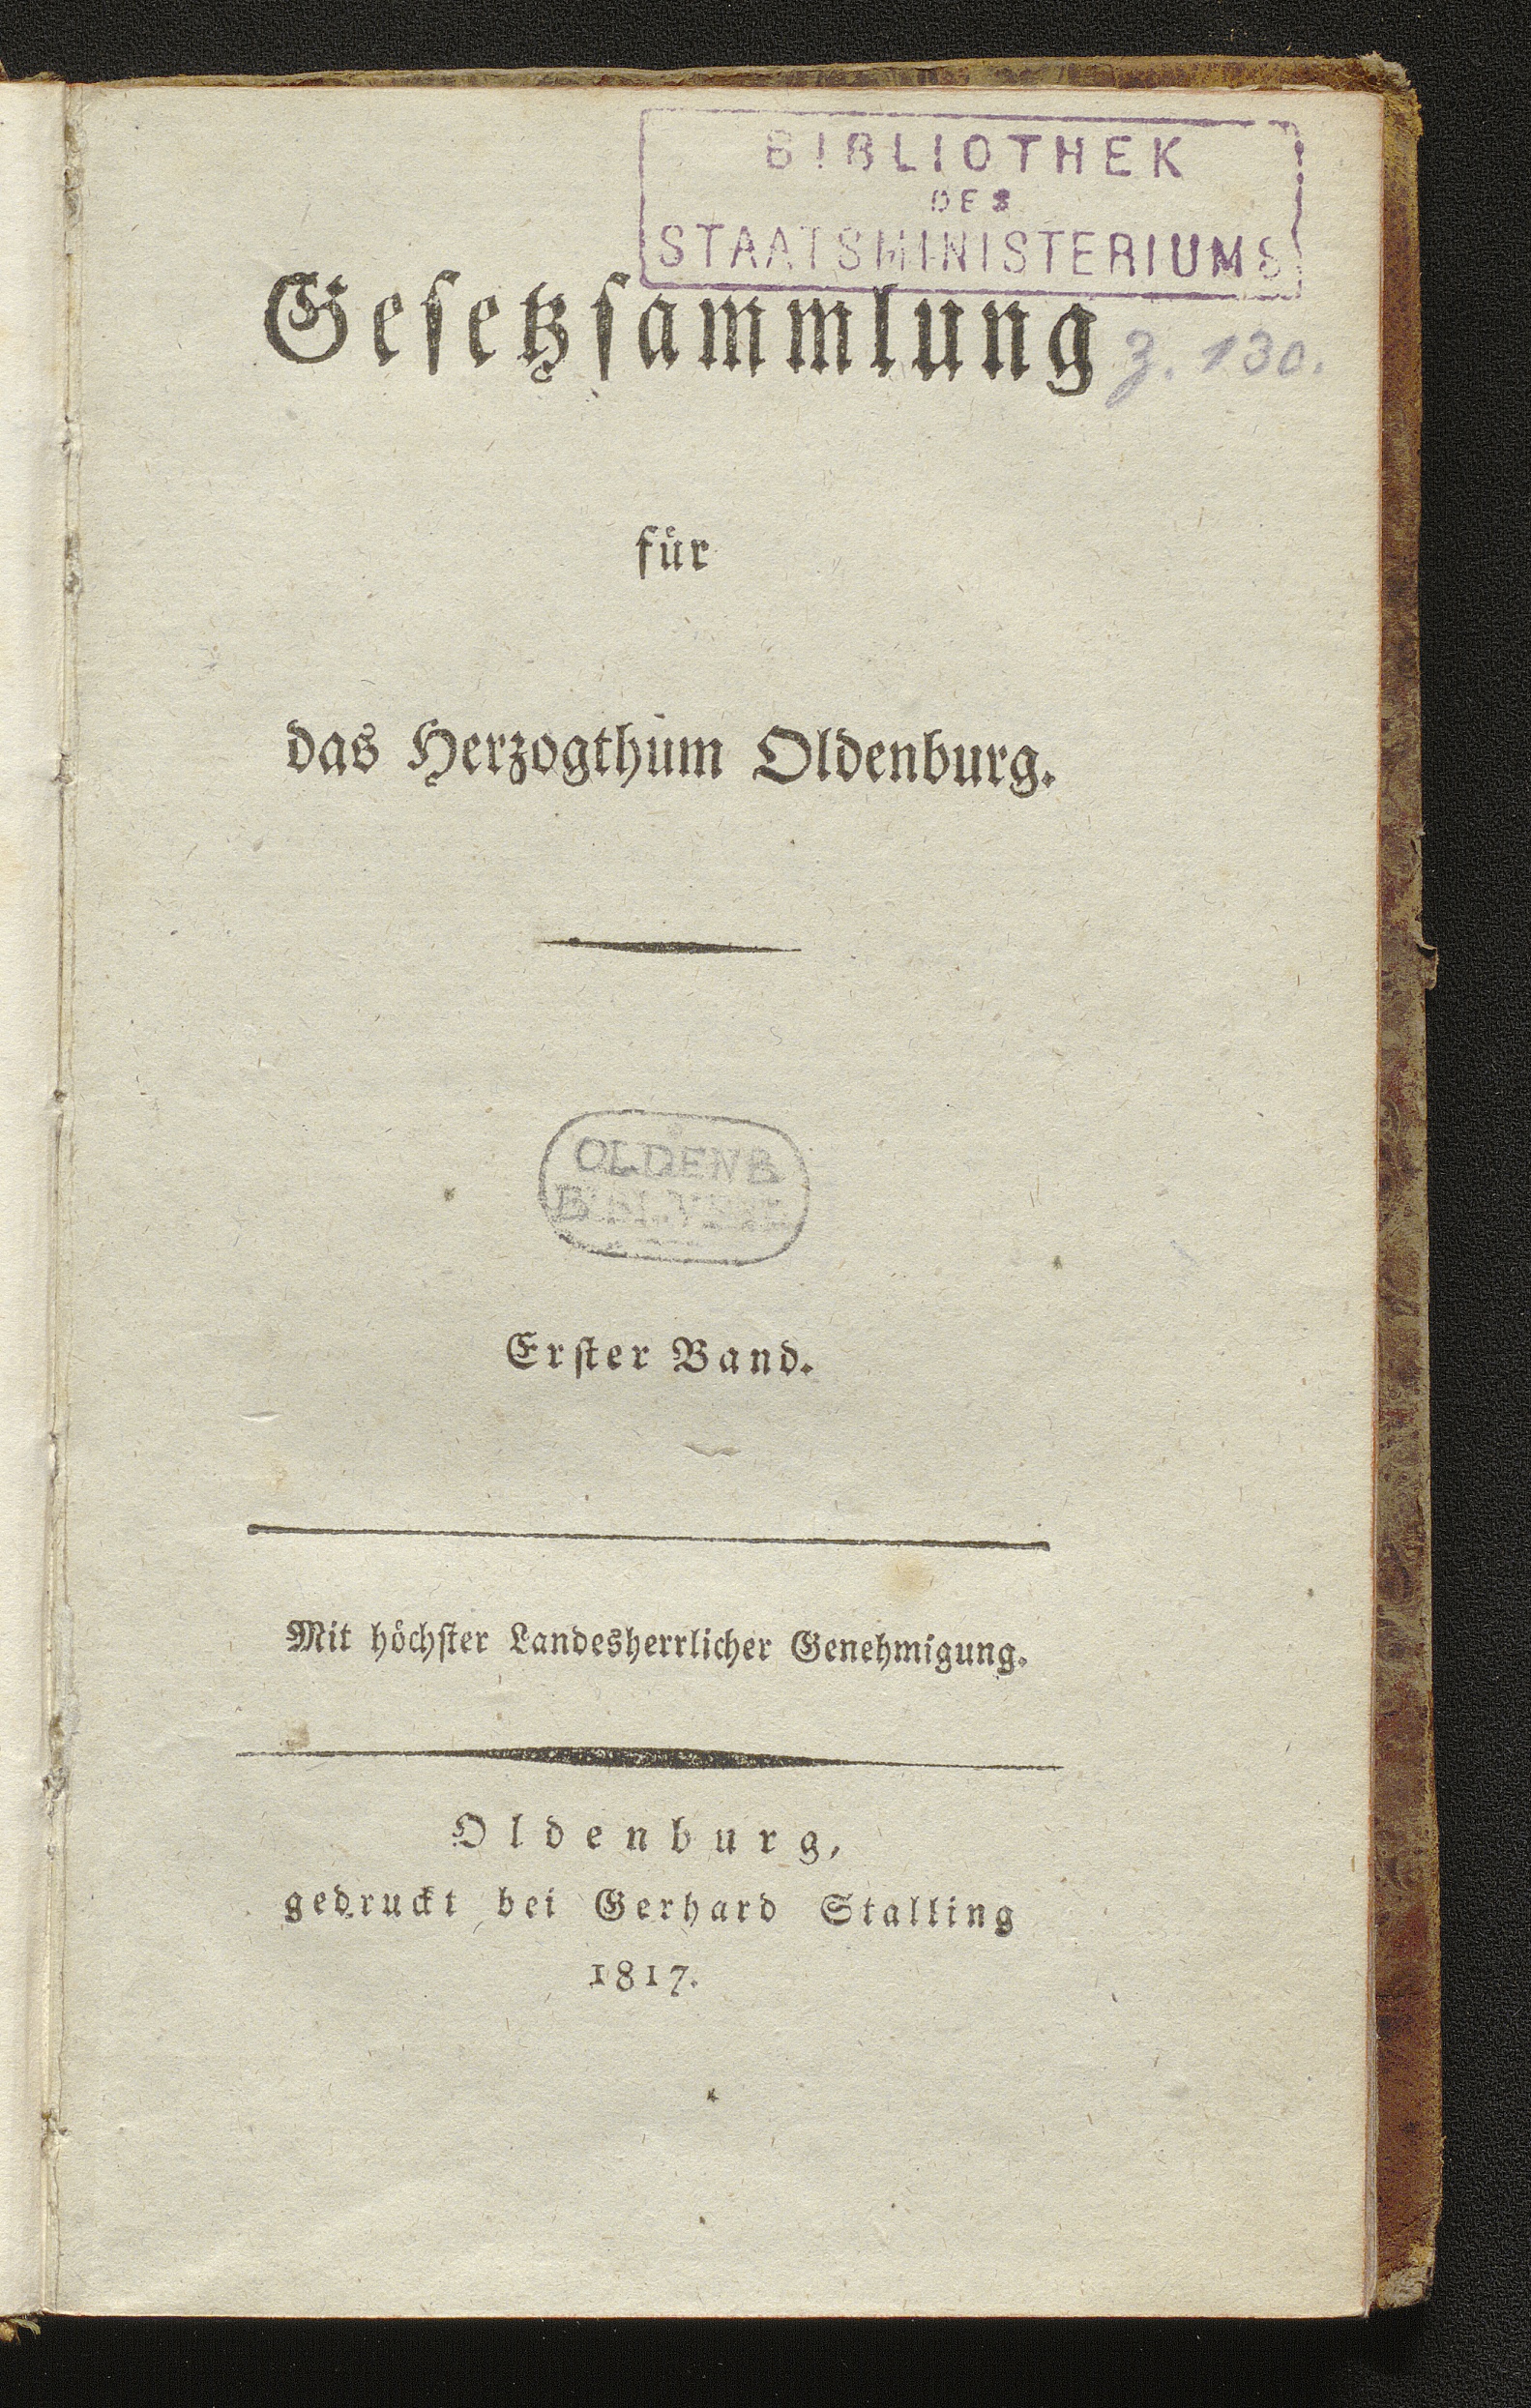 BIBLIOTHEK
DES
STAATSMINISTERIUMS
Gesetzsammlung
Z. 130.
für
das Herzogthum Oldenburg.
OLDENB
Erster Band.
Mit höchster Landesherrlicher Genehmigung.
Oldenburg,
gedruckt bei Gerhard Stalling
1817.